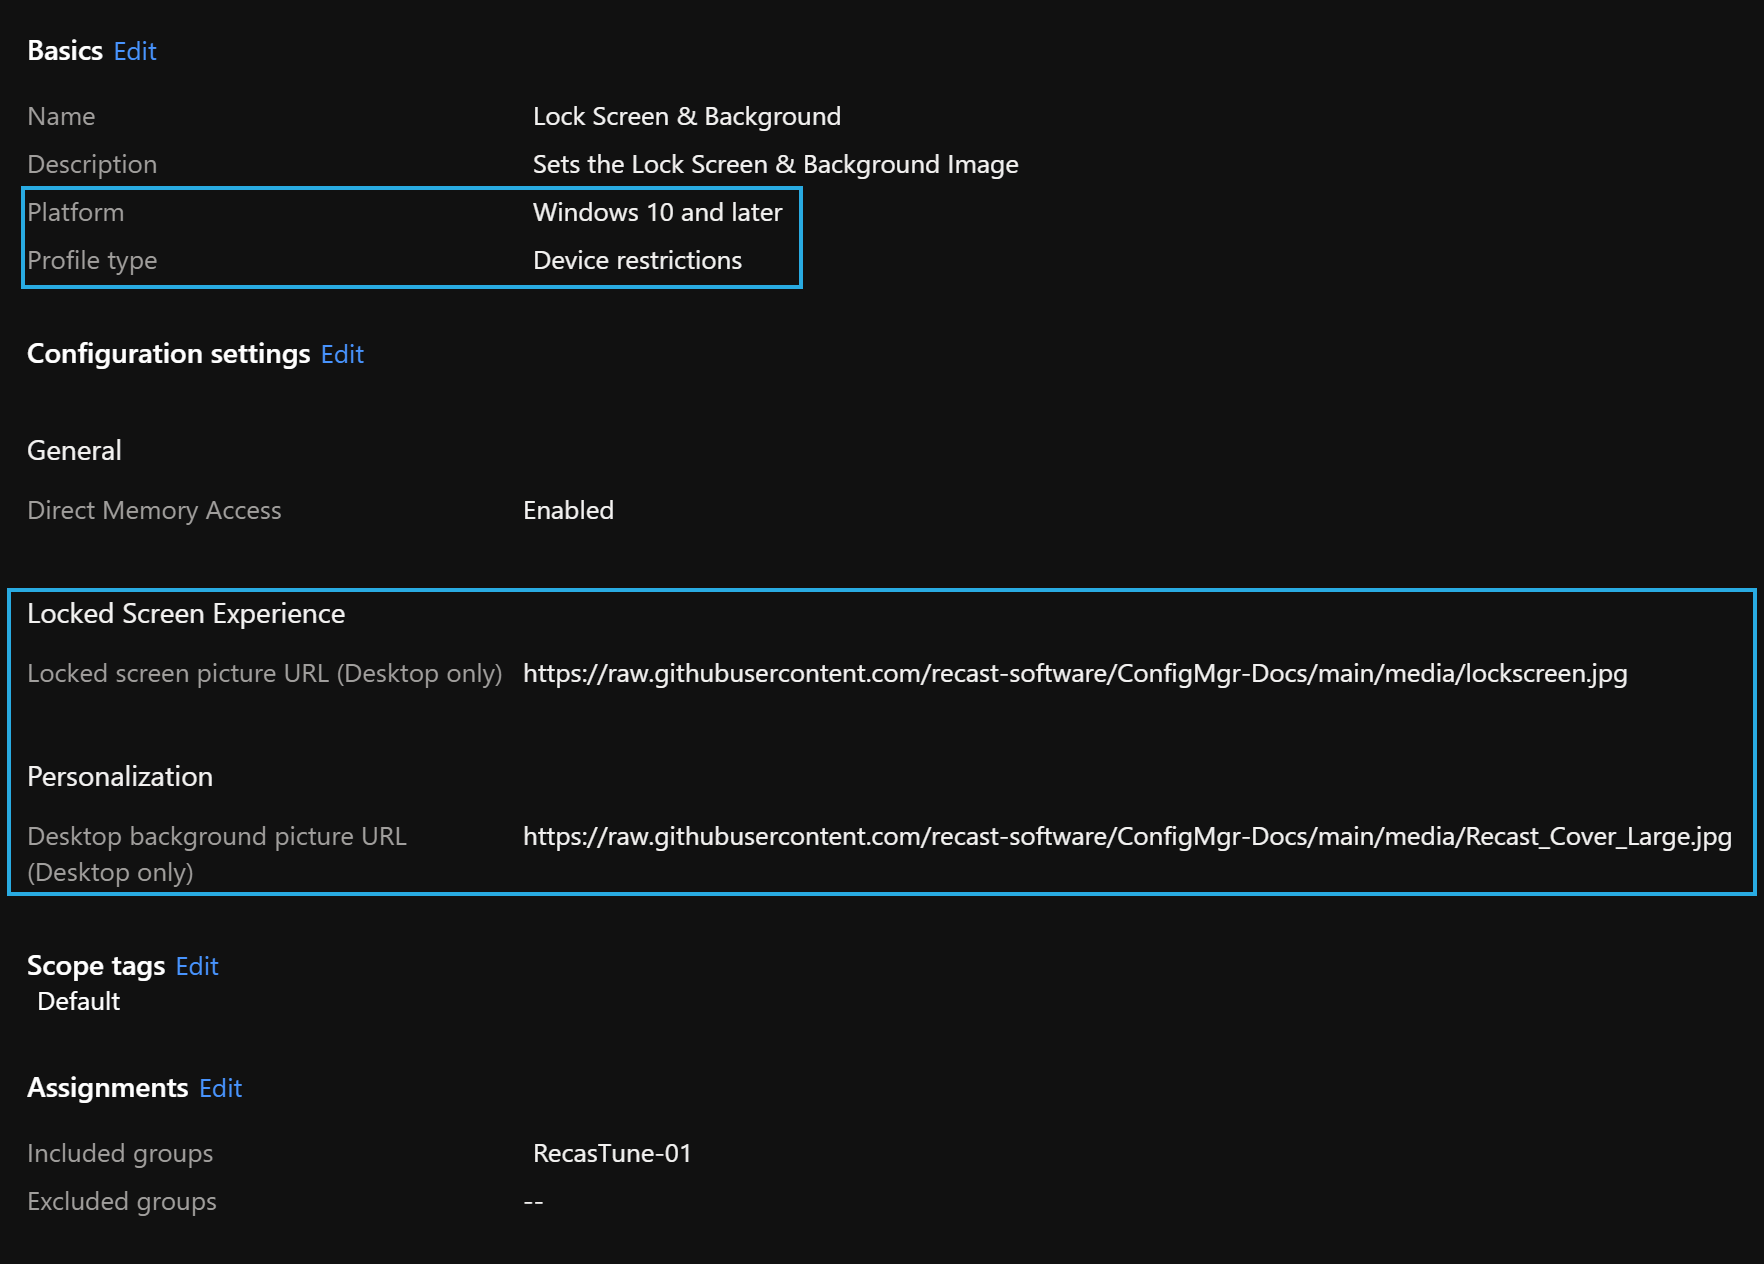 Basics Edit
Name Lock Screen & Background
Description Sets the Lock Screen & Background Image
Platform Windows 10 and later
Profile type Device restrictions
Configuration settings Edit
General
Direct Memory Access Enabled
Locked Screen Experience
Locked screen picture URL (Desktop only) https://raw.githubusercontent.com/recast-software/ConfigMgr-Docs/main/media/lockscreen.jpg
Personalization
Desktop background picture URL https://raw.githubusercontent.com/recast-software/ConfigMgr-Docs/main/media/Recast_Cover_Large.jpg
(Desktop only)
Scope tags Edit
Default
Assignments Edit
Included groups RecasTune-01
Excluded groups --